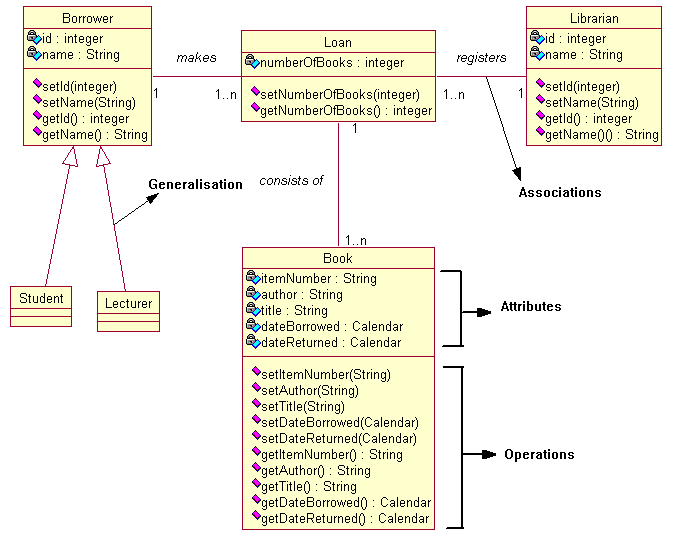 Borrower
id : integer
name : String
setId(integer)
setName(String)
getId() : integer
getName() : String
makes
1
1..n
Loan
numberOfBooks : integer
setNumberOfBooks(integer)
getNumberOfBooks() : integer
registers
1..n
1
Librarian
id : integer
name : String
setId(integer)
setName(String)
getId() : integer
getName()() : String
Generalisation
Associations
1
consists of
1..n
Student
Lecturer
Book
itemNumber : String
author : String
title : String
dateBorrowed : Calendar
dateReturned : Calendar
Attributes
setItemNumber(String)
setAuthor(String)
setTitle(String)
setDateBorrowed(Calendar)
setDateReturned(Calendar)
getItemNumber() : String
getAuthor() : String
getTitle() : String
getDateBorrowed() : Calendar
getDateReturned() : Calendar
Operations